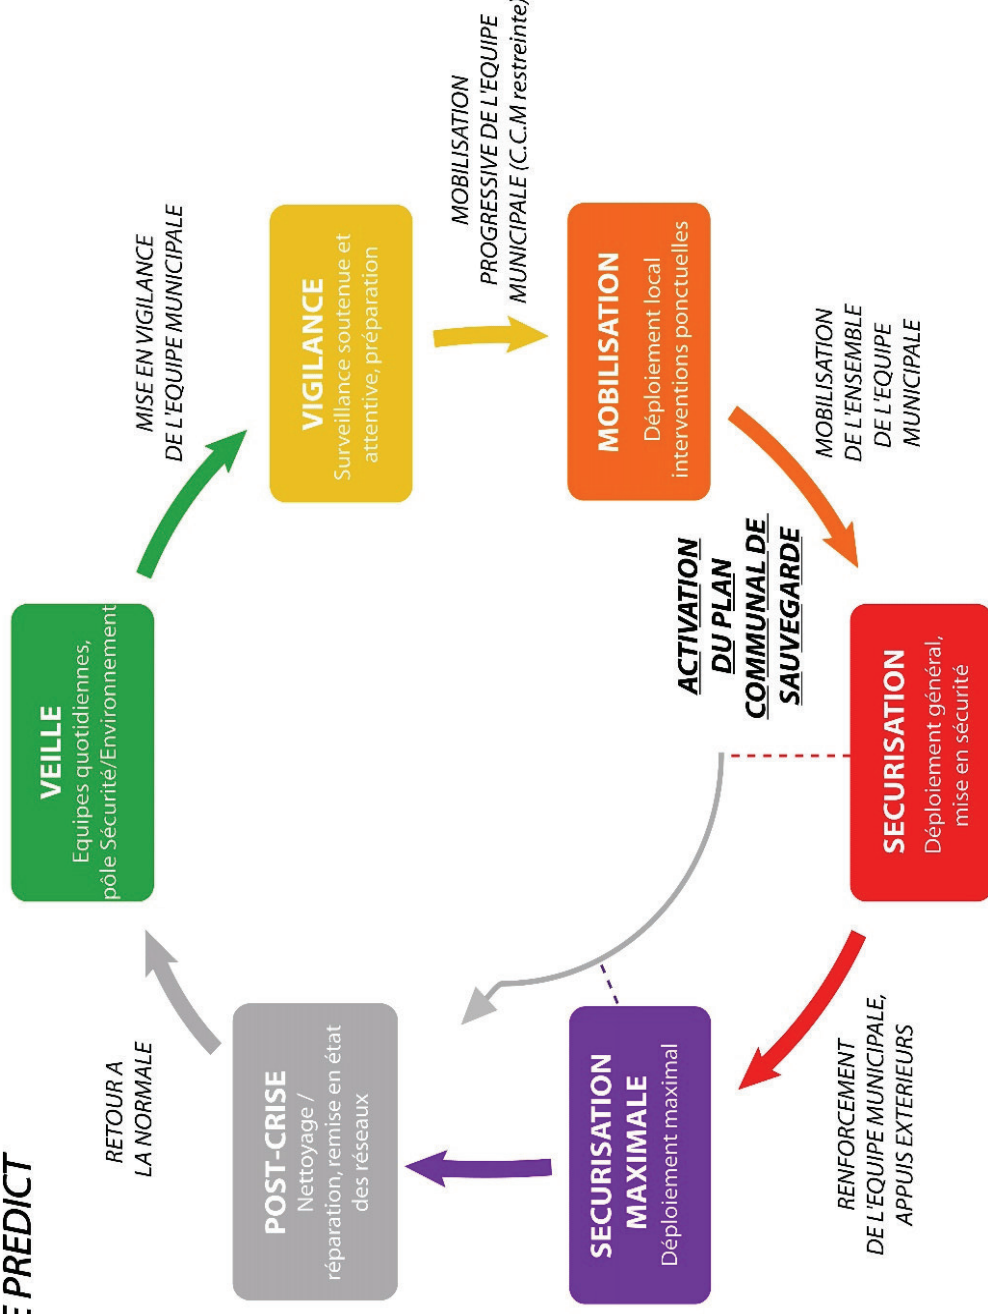 E PREDICT
VEILLE
Equipes quotidiennes,
pôle Sécurité/Environnement
MISE EN VIGILANCE
DE L'EQUIPE MUNICIPALE
VIGILANCE
Surveillance soutenue et
attentive, préparation
MOBILISATION
PROGRESSIVE DE L'EQUIPE
MUNICIPALE (C.C.M restreinte)
MOBILISATION
Déploiement local
interventions ponctuelles
MOBILISATION
DE L'ENSEMBLE
DE L'EQUIPE
MUNICIPALE
ACTIVATION
DU PLAN
COMMUNAL DE
SAUVEGARDE
SECURISATION
Déploiement général,
mise en sécurité
RENFORCEMENT
DE L'EQUIPE MUNICIPALE,
APPUIS EXTERIEURS
SECURISATION
MAXIMALE
Déploiement maximal
POST-CRISE
Nettoyage /
réparation, remise en état
des réseaux
RETOUR A
LA NORMALE